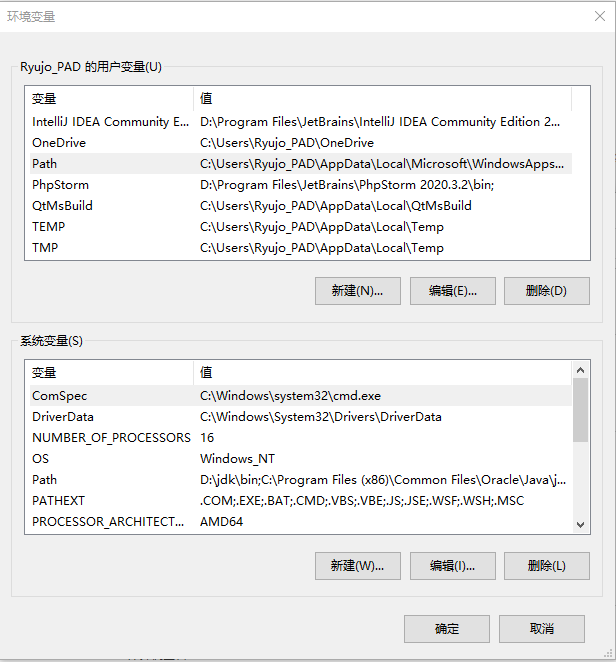 环境变量
Ryujo_PAD 的用户变量(U)
变量 值
IntelliJ IDEA Community E... D:\Program Files\JetBrains\IntelliJ IDEA Community Edition 2...
OneDrive C:\Users\Ryujo_PAD\OneDrive
Path C:\Users\Ryujo_PAD\AppData\Local\Microsoft\WindowsApps...
PhpStorm D:\Program Files\JetBrains\PhpStorm 2020.3.2\bin;
QtMsBuild C:\Users\Ryujo_PAD\AppData\Local\QtMsBuild
TEMP C:\Users\Ryujo_PAD\AppData\Local\Temp
TMP C:\Users\Ryujo_PAD\AppData\Local\Temp
新建(N)... 编辑(E)... 删除(D)
系统变量(S)
变量 值
ComSpec C:\Windows\system32\cmd.exe
DriverData C:\Windows\System32\Drivers\DriverData
NUMBER_OF_PROCESSORS 16
OS Windows_NT
Path D:\jdk\bin;C:\Program Files (x86)\Common Files\Oracle\Java\j...
PATHEXT .COM;.EXE;.BAT;.CMD;.VBS;.VBE;.JS;.JSE;.WSF;.WSH;.MSC
PROCESSOR_ARCHITECT... AMD64
新建(W)... 编辑(I)... 删除(L)
确定 取消